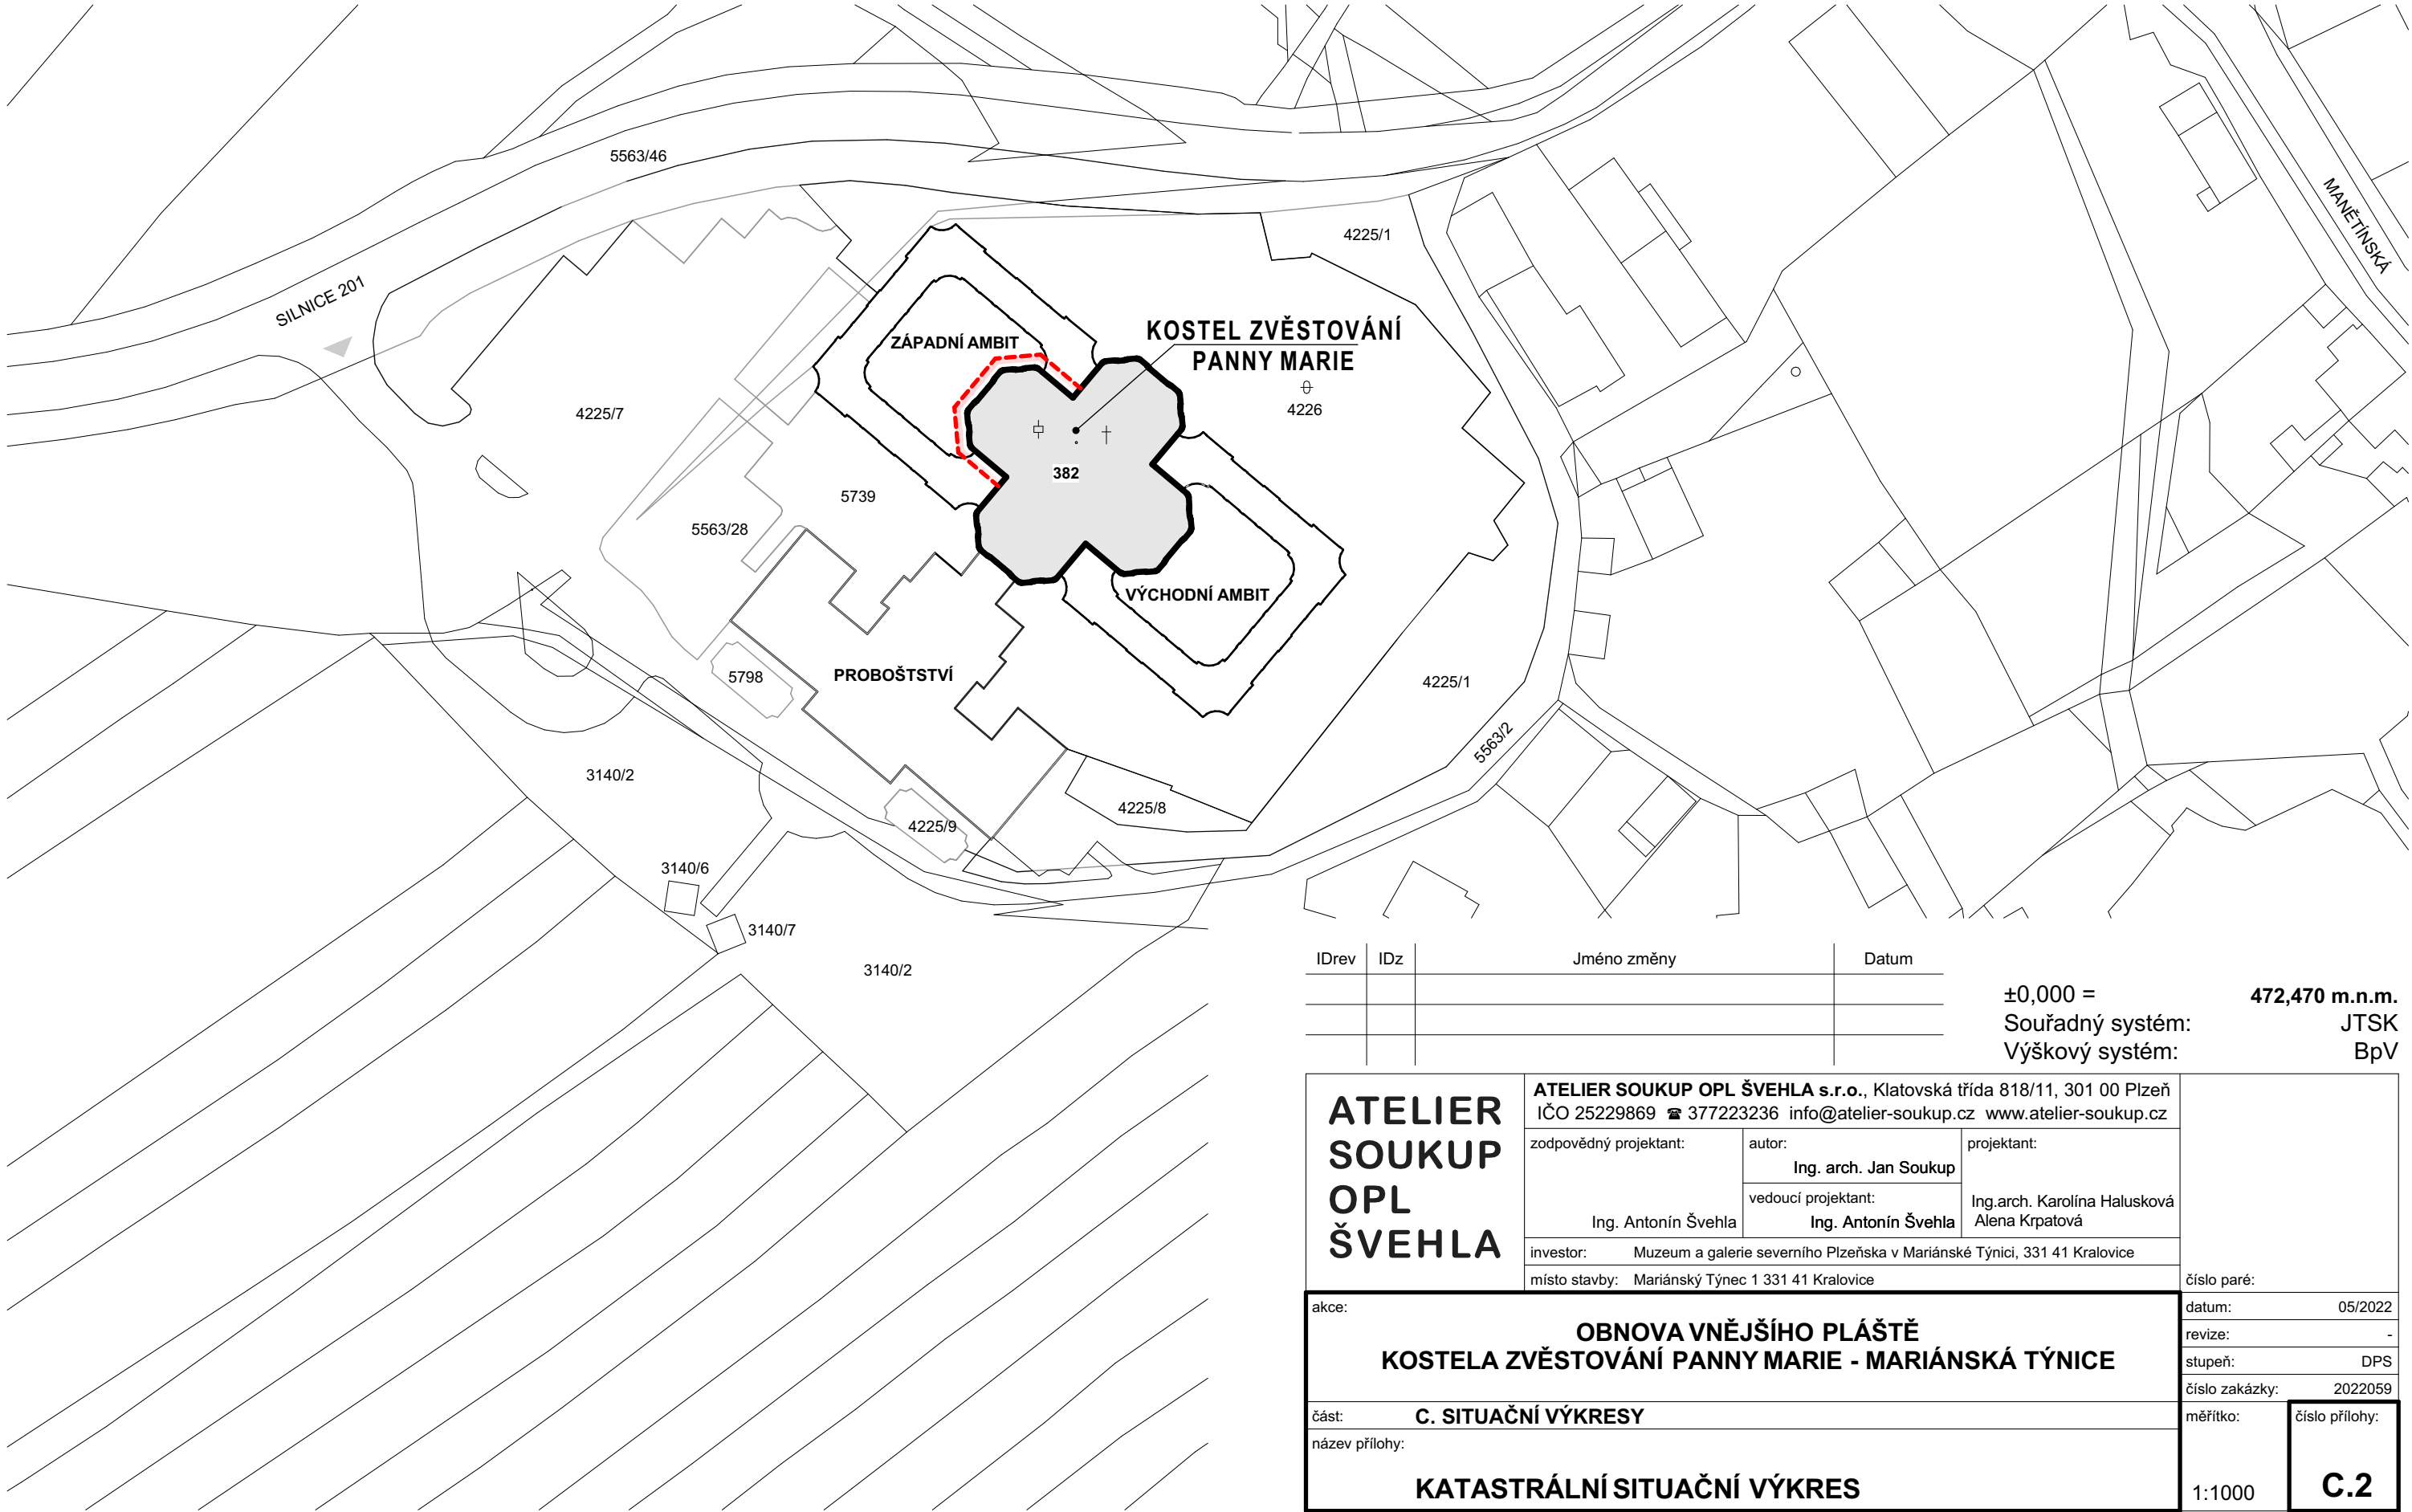 5563/46
SILNICE 201
MANĚTÍNSKÁ
4225/1
ZÁPADNÍ AMBIT
KOSTEL ZVĚSTOVÁNÍ
PANNY MARIE
4226
4225/7
382
5739
5563/28
VÝCHODNÍ AMBIT
5798
PROBOŠTSTVÍ
4225/1
5563/2
3140/2
4225/8
4225/9
3140/6
3140/7
3140/2
IDrev IDz Jméno změny Datum
±0,000 = 472,470 m.n.m.
Souřadný systém: JTSK
Výškový systém: BpV
ATELIER
SOUKUP
OPL
ŠVEHLA
ATELIER SOUKUP OPL ŠVEHLA s.r.o., Klatovská třída 818/11, 301 00 Plzeň
IČO 25229869 ☎ 377223236 info@atelier-soukup.cz www.atelier-soukup.cz
zodpovědný projektant:
Ing. Antonín Švehla
autor:
Ing. arch. Jan Soukup
vedoucí projektant:
Ing. Antonín Švehla
projektant:
Ing.arch. Karolína Halusková
Alena Krpatová
investor: Muzeum a galerie severního Plzeňska v Mariánské Týnici, 331 41 Kralovice
místo stavby: Mariánský Týnec 1 331 41 Kralovice
číslo paré:
akce:
OBNOVA VNĚJŠÍHO PLÁŠTĚ
KOSTELA ZVĚSTOVÁNÍ PANNY MARIE - MARIÁNSKÁ TÝNICE
datum: 05/2022
revize: -
stupeň: DPS
číslo zakázky: 2022059
část: C. SITUAČNÍ VÝKRESY
název přílohy:
KATASTRÁLNÍ SITUAČNÍ VÝKRES
měřítko:
1:1000
číslo přílohy:
C.2